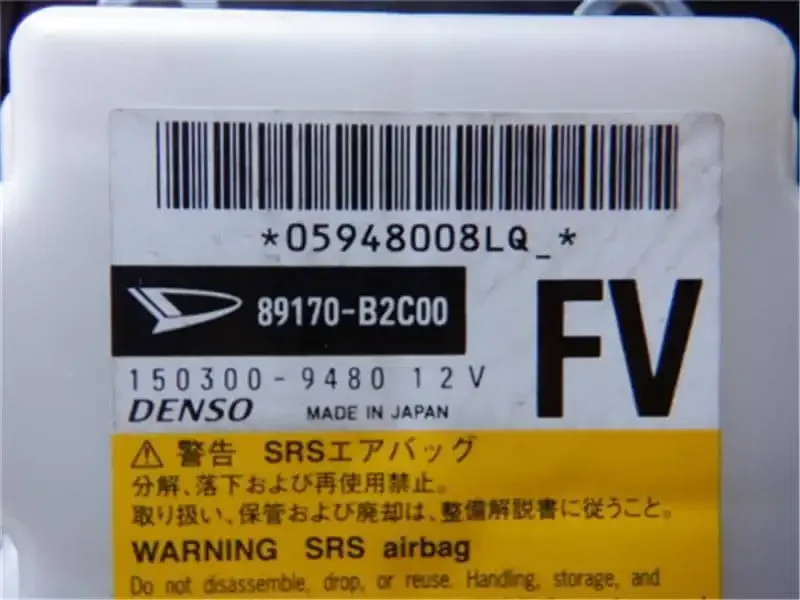 *05948008LQ_*
89170-B2C00
FV
150300-9480 12V
DENSO MADE IN JAPAN
⚠ 警告 SRSエアバッグ
分解、落下および再使用禁止。
取り扱い、保管および廃却は、整備解説書に従うこと。
WARNING SRS airbag
Do not disassemble, drop, or reuse. Handling, storage, and